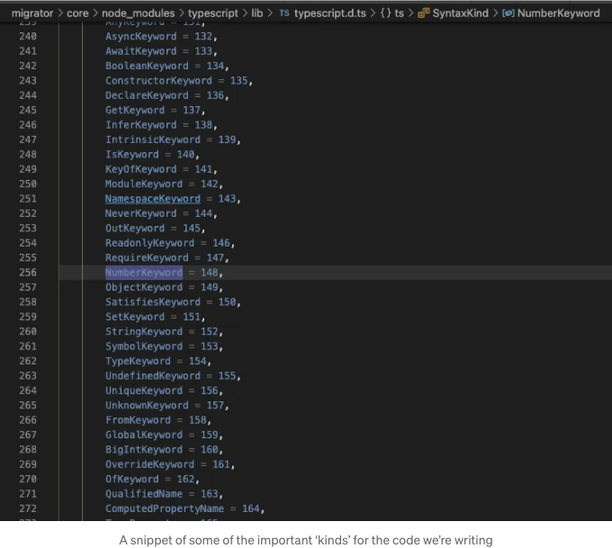 migrator > core > node_modules > typescript > lib > TS typescript.d.ts > {} ts > SyntaxKind > NumberKeyword
240 AsyncKeyword = 132,
241 AwaitKeyword = 133,
242 BooleanKeyword = 134,
243 ConstructorKeyword = 135,
244 DeclareKeyword = 136,
245 GetKeyword = 137,
246 InferKeyword = 138,
247 IntrinsicKeyword = 139,
248 IsKeyword = 140,
249 KeyOfKeyword = 141,
250 ModuleKeyword = 142,
251 NamespaceKeyword = 143,
252 NeverKeyword = 144,
253 OutKeyword = 145,
254 ReadonlyKeyword = 146,
255 RequireKeyword = 147,
256 NumberKeyword = 148,
257 ObjectKeyword = 149,
258 SatisfiesKeyword = 150,
259 SetKeyword = 151,
260 StringKeyword = 152,
261 SymbolKeyword = 153,
262 TypeKeyword = 154,
263 UndefinedKeyword = 155,
264 UniqueKeyword = 156,
265 UnknownKeyword = 157,
266 FromKeyword = 158,
267 GlobalKeyword = 159,
268 BigIntKeyword = 160,
269 OverrideKeyword = 161,
270 OfKeyword = 162,
271 QualifiedName = 163,
272 ComputedPropertyName = 164,
A snippet of some of the important ‘kinds’ for the code we’re writing